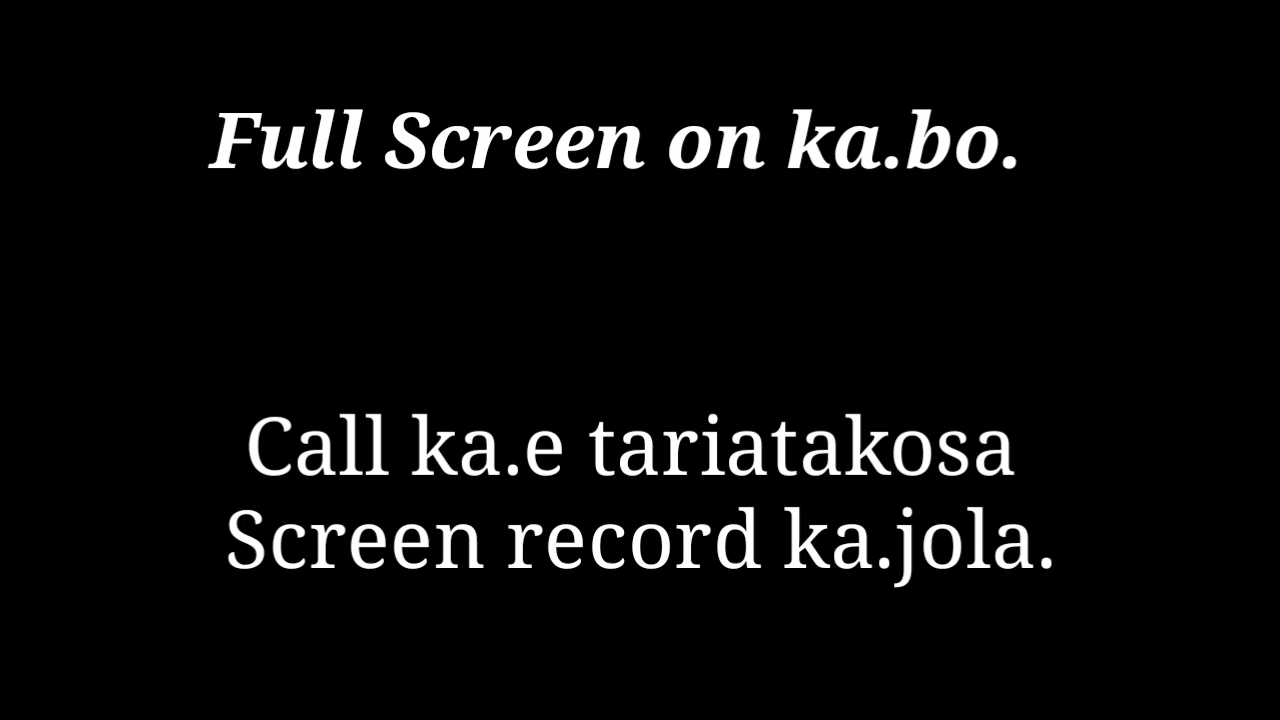 Full Screen on ka.bo.
Call ka.e tariatakosa
Screen record ka.jola.